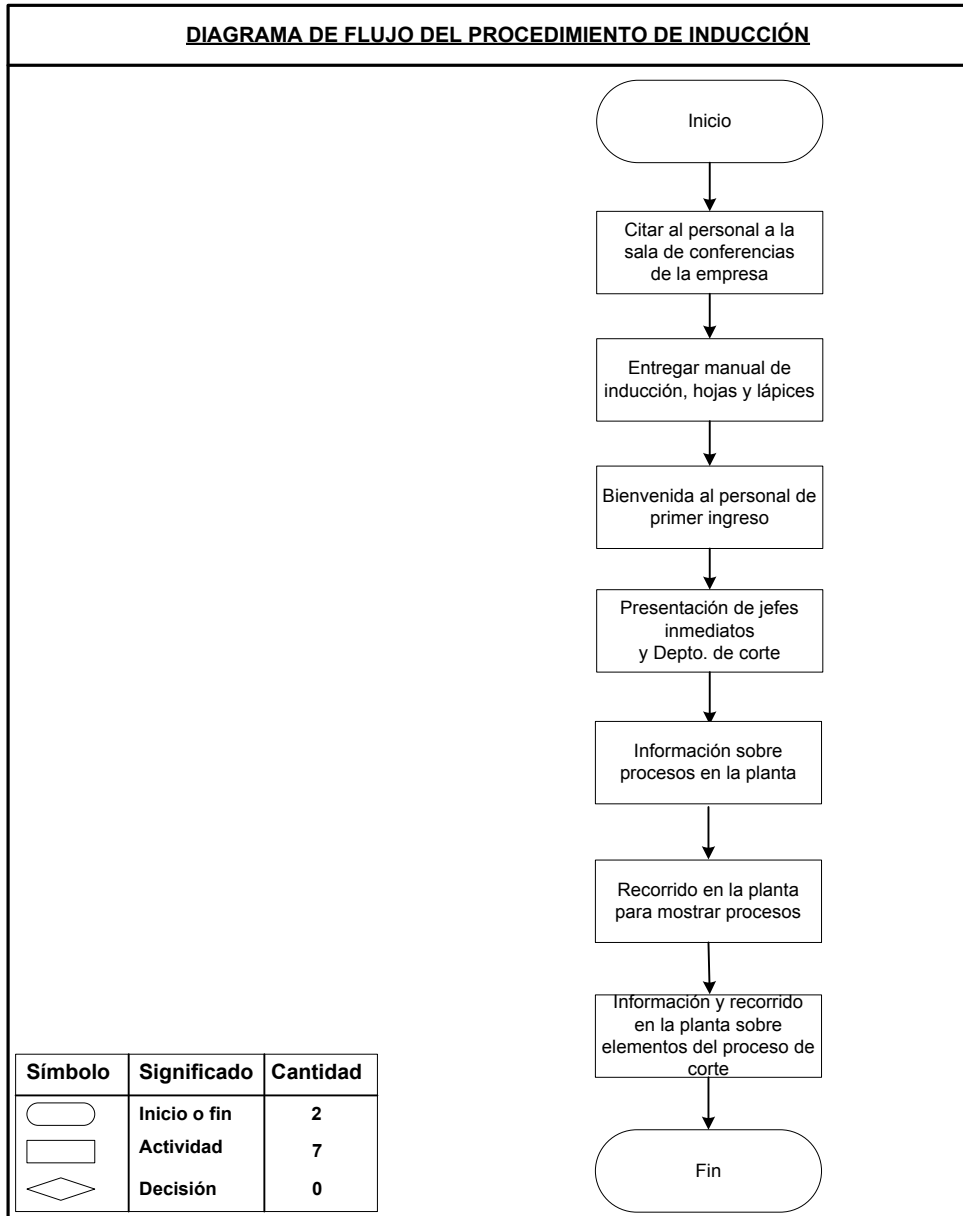 DIAGRAMA DE FLUJO DEL PROCEDIMIENTO DE INDUCCIÓN
Inicio
Citar al personal a la
sala de conferencias
de la empresa
Entregar manual de
inducción, hojas y lápices
Bienvenida al personal de
primer ingreso
Presentación de jefes
inmediatos
y Depto. de corte
Información sobre
procesos en la planta
Recorrido en la planta
para mostrar procesos
Información y recorrido
en la planta sobre
elementos del proceso de
corte
Fin
Símbolo Significado Cantidad
Inicio o fin 2
Actividad 7
Decisión 0